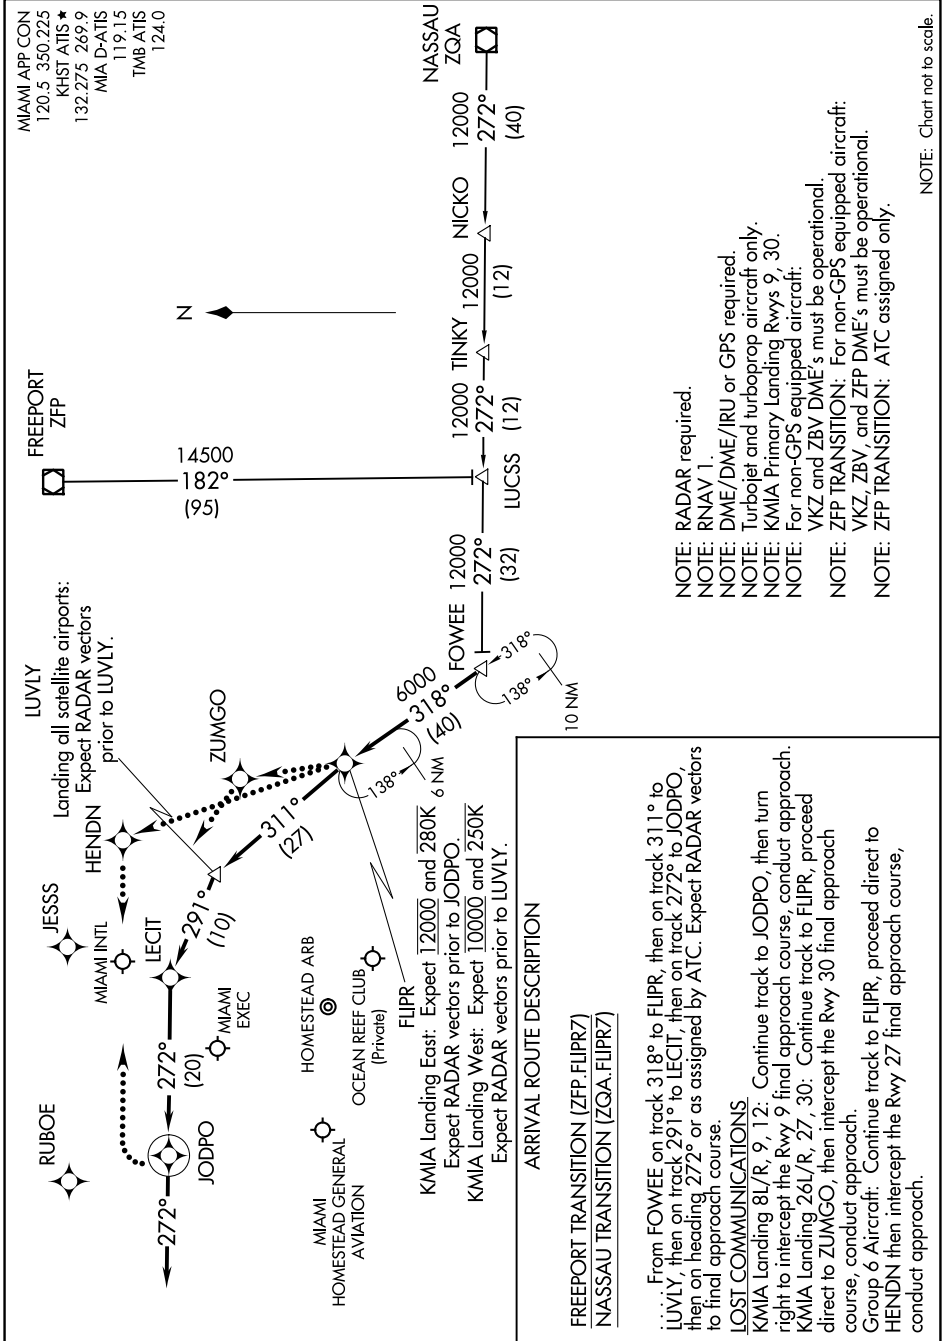 MIAMI APP CON
120.5 350.225
KHST ATIS ★
132.275 269.9
MIA D-ATIS
119.15
TMB ATIS
124.0
RUBOE
JESSS
LUVLY
Landing all satellite airports:
Expect RADAR vectors
prior to LUVLY.
FREEPORT
ZFP
N
NASSAU
ZQA
MIAMI INTL
HENDN
ZUMGO
14500
182°
(95)
272°
JODPO
272°
(20)
LECIT
291°
(10)
MIAMI
EXEC
311°
(27)
6000
318°
(40)
FOWEE
12000
272°
(32)
LUCSS
12000
272°
(12)
TINKY
12000
(12)
NICKO
12000
272°
(40)
138°
6 NM
318°
138°
10 NM
MIAMI
HOMESTEAD GENERAL
AVIATION
HOMESTEAD ARB
OCEAN REEF CLUB
(Private)
FLIPR
KMIA Landing East: Expect 12000 and 280K
Expect RADAR vectors prior to JODPO.
KMIA Landing West: Expect 10000 and 250K
Expect RADAR vectors prior to LUVLY.
NOTE: RADAR required.
NOTE: RNAV 1.
NOTE: DME/DME/IRU or GPS required.
NOTE: Turbojet and turboprop aircraft only.
NOTE: KMIA Primary Landing Rwys 9, 30.
NOTE: For non-GPS equipped aircraft:
VKZ and ZBV DME's must be operational.
NOTE: ZFP TRANSITION: For non-GPS equipped aircraft:
VKZ, ZBV, and ZFP DME's must be operational.
NOTE: ZFP TRANSITION: ATC assigned only.
NOTE: Chart not to scale.
ARRIVAL ROUTE DESCRIPTION
FREEPORT TRANSITION (ZFP.FLIPR7)
NASSAU TRANSITION (ZQA.FLIPR7)
. . . . From FOWEE on track 318° to FLIPR, then on track 311° to
LUVLY, then on track 291° to LECIT, then on track 272° to JODPO,
then on heading 272° or as assigned by ATC. Expect RADAR vectors
to final approach course.
LOST COMMUNICATIONS
KMIA Landing 8L/R, 9, 12: Continue track to JODPO, then turn
right to intercept the Rwy 9 final approach course, conduct approach.
KMIA Landing 26L/R, 27, 30: Continue track to FLIPR, proceed
direct to ZUMGO, then intercept the Rwy 30 final approach
course, conduct approach.
Group 6 Aircraft: Continue track to FLIPR, proceed direct to
HENDN then intercept the Rwy 27 final approach course,
conduct approach.